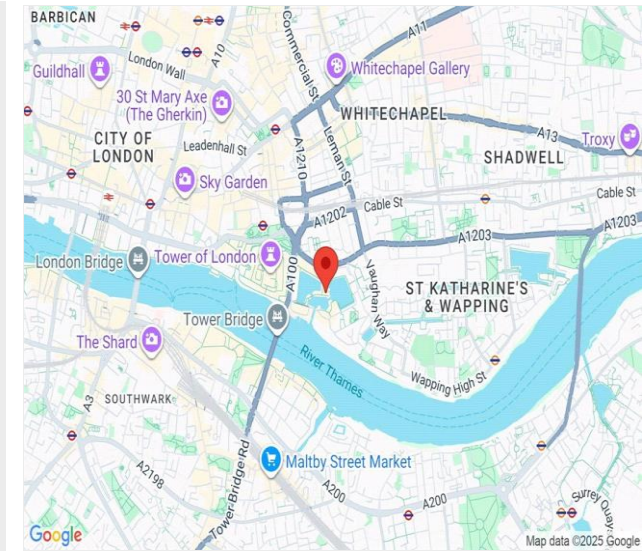 BARBICAN
A10
Commercial St
A11
Guildhall
London Wall
Whitechapel Gallery
30 St Mary Axe
(The Gherkin)
WHITECHAPEL
CITY OF
LONDON
Leadenhall St
A1210
Leman St
A13
Troxy
SHADWELL
Sky Garden
A1202
Cable St
Cable St
A1203
A1203
London Bridge
Tower of London
A100
Vaughan Way
ST KATHARINE'S
& WAPPING
Tower Bridge
The Shard
River Thames
Wapping High St
A3
SOUTHWARK
Maltby Street Market
A2198
Tower Bridge Rd
A200
A200
Surrey Quay
Google
Map data ©2025 Google